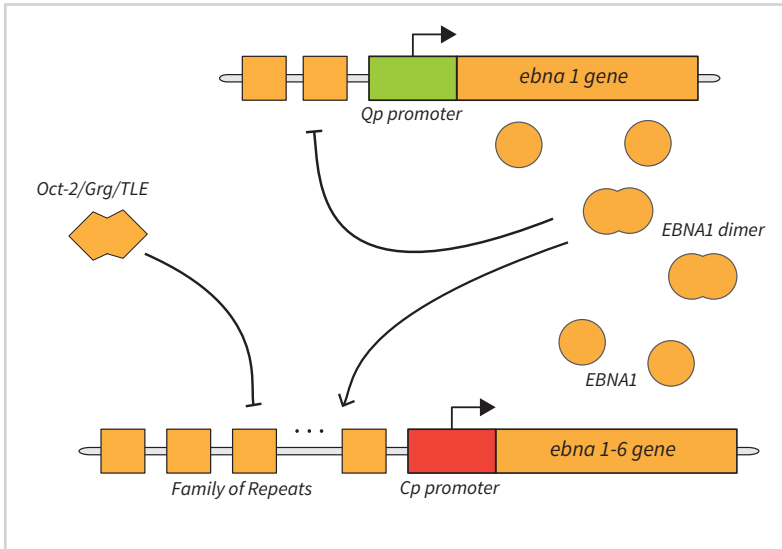 ebna 1 gene
Qp promoter
Oct-2/Grg/TLE
EBNA1 dimer
EBNA1
...
ebna 1-6 gene
Family of Repeats
Cp promoter